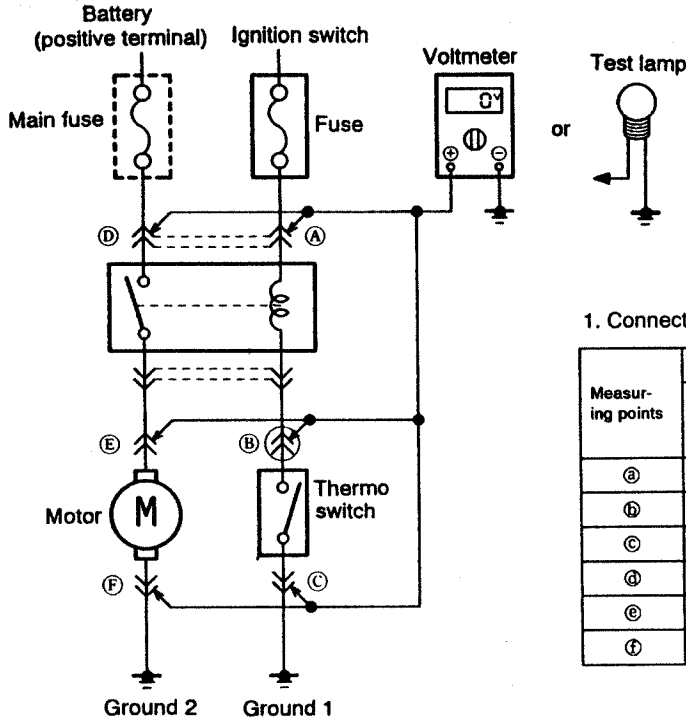 Battery
(positive terminal)
Ignition switch
Voltmeter
Test lamp
Main fuse
Fuse
0V
or
⊕ ⊖
Ⓓ
Ⓐ
1. Connect
Measur-
ing points
Ⓔ
Ⓑ
ⓐ
Motor
M
Thermo
switch
ⓑ
ⓒ
Ⓕ
Ⓒ
ⓓ
ⓔ
ⓕ
Ground 2
Ground 1